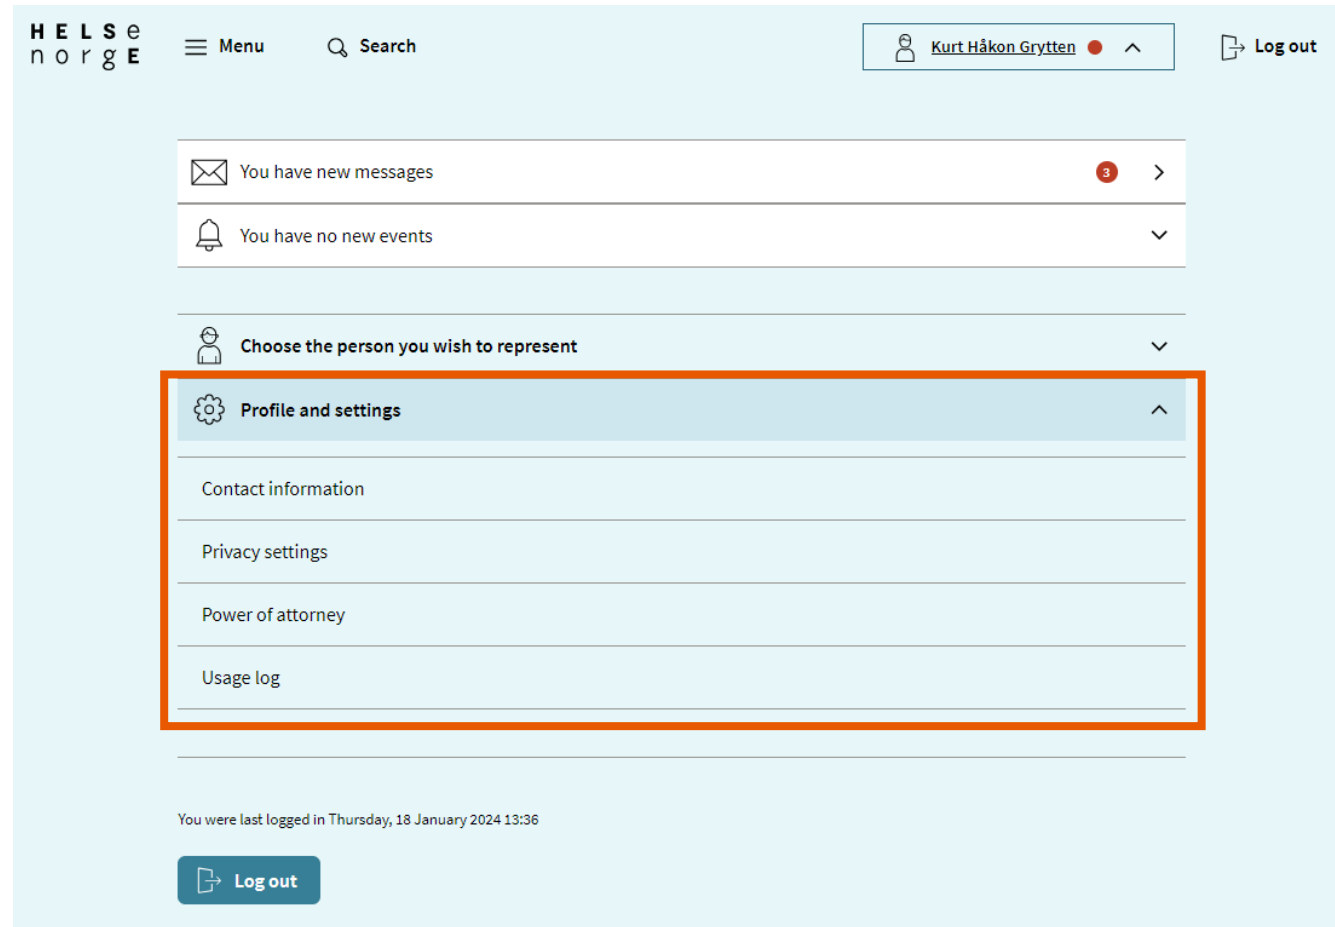 HELSe
norgE
Menu
Search
Kurt Håkon Grytten
Log out
You have new messages
3
You have no new events
Choose the person you wish to represent
Profile and settings
Contact information
Privacy settings
Power of attorney
Usage log
You were last logged in Thursday, 18 January 2024 13:36
Log out